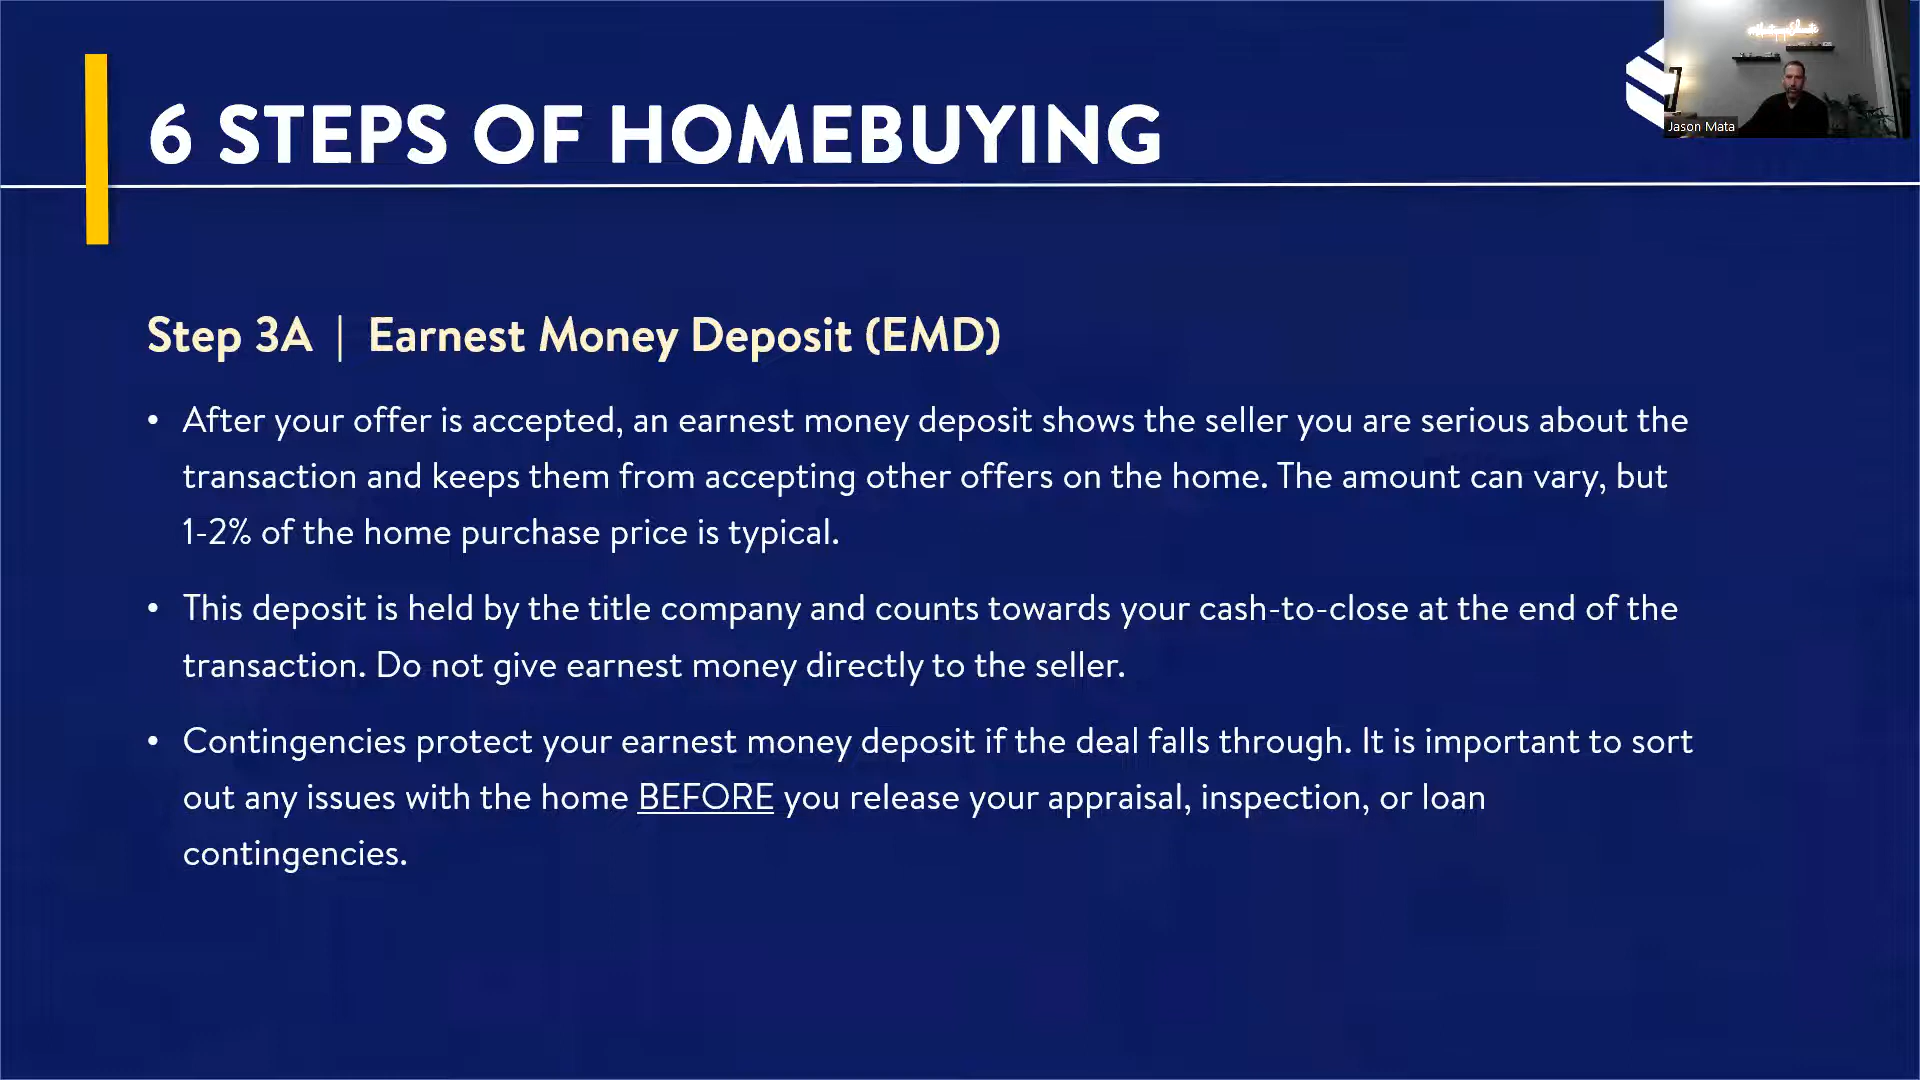 6 STEPS OF HOMEBUYING
Jason Mata
Step 3A | Earnest Money Deposit (EMD)
• After your offer is accepted, an earnest money deposit shows the seller you are serious about the
transaction and keeps them from accepting other offers on the home. The amount can vary, but
1-2% of the home purchase price is typical.
• This deposit is held by the title company and counts towards your cash-to-close at the end of the
transaction. Do not give earnest money directly to the seller.
• Contingencies protect your earnest money deposit if the deal falls through. It is important to sort
out any issues with the home BEFORE you release your appraisal, inspection, or loan
contingencies.